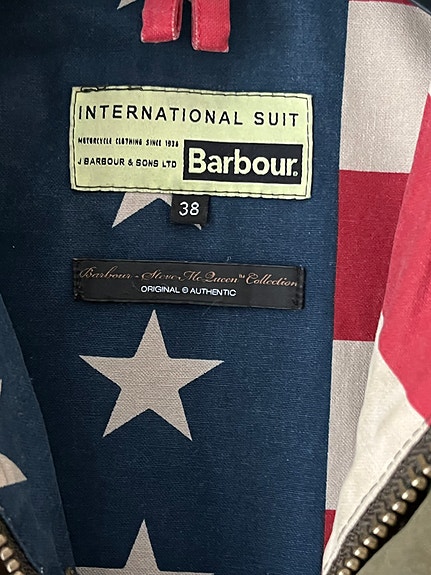 INTERNATIONAL SUIT
MOTORCYCLE CLOTHING SINCE 1936
J BARBOUR & SONS LTD Barbour®
38
Barbour - Steve McQueen™ Collection
ORIGINAL & AUTHENTIC